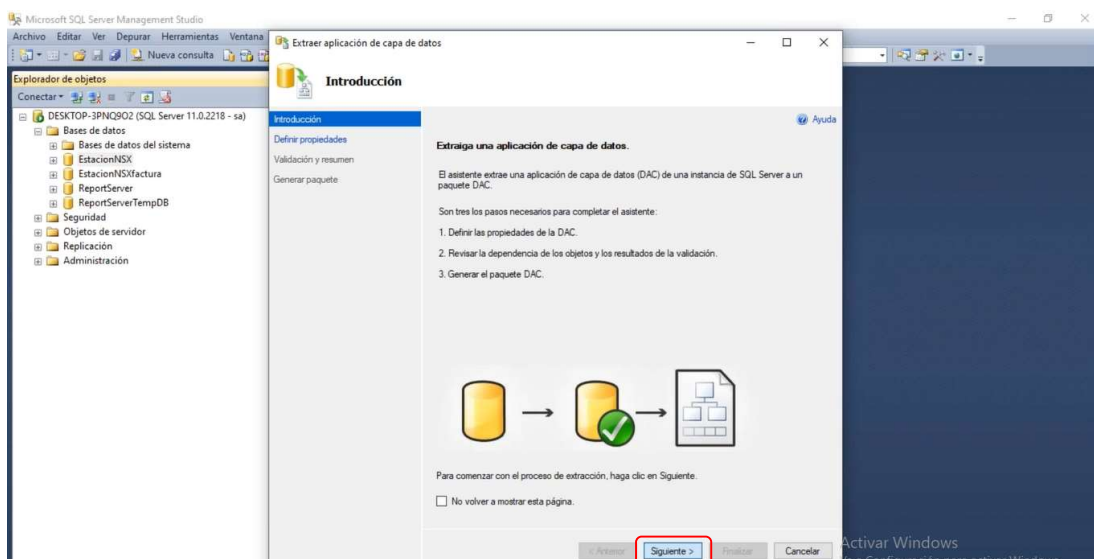 Microsoft SQL Server Management Studio
Archivo Editar Ver Depurar Herramientas Ventana
Nueva consulta
Explorador de objetos
Conectar
DESKTOP-3PNQ9O2 (SQL Server 11.0.2218 - sa)
Bases de datos
Bases de datos del sistema
EstacionNSX
EstacionNSXfactura
ReportServer
ReportServerTempDB
Seguridad
Objetos de servidor
Replicación
Administración
Extraer aplicación de capa de datos
Introducción
Introducción
Definir propiedades
Validación y resumen
Generar paquete
Ayuda
Extraiga una aplicación de capa de datos.
El asistente extrae una aplicación de capa de datos (DAC) de una instancia de SQL Server a un
paquete DAC.
Son tres los pasos necesarios para completar el asistente:
1. Definir las propiedades de la DAC.
2. Revisar la dependencia de los objetos y los resultados de la validación.
3. Generar el paquete DAC.
Para comenzar con el proceso de extracción, haga clic en Siguiente.
No volver a mostrar esta página.
< Anterior
Siguiente >
Finalizar
Cancelar
Activar Windows